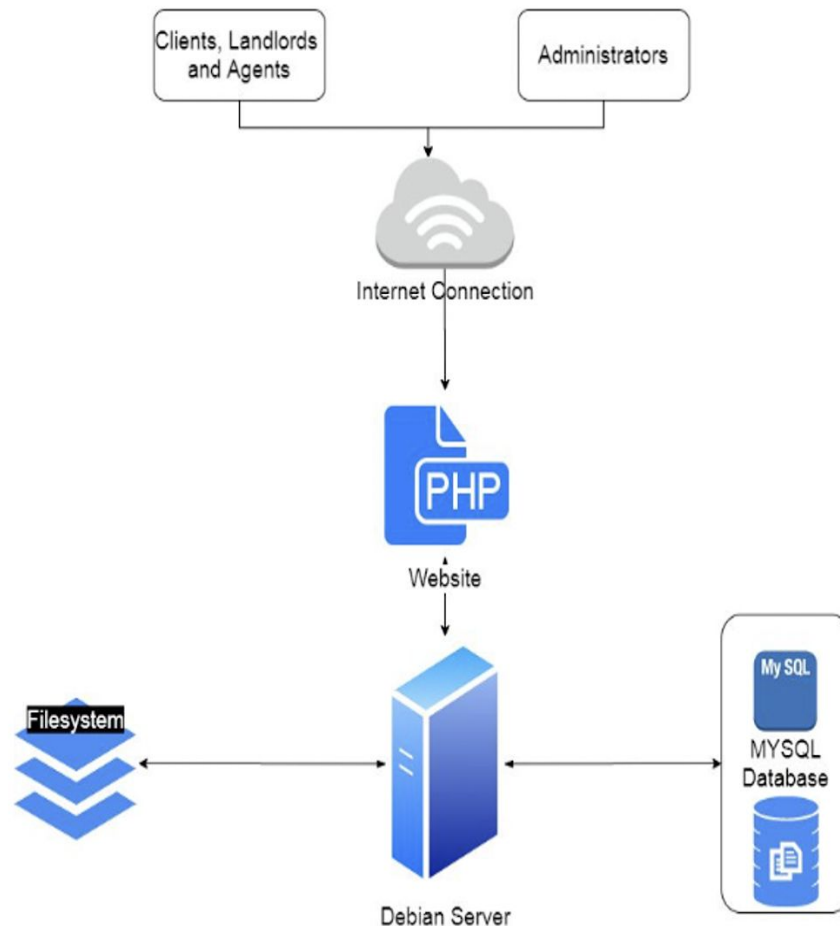 Clients, Landlords
and Agents
Administrators
Internet Connection
PHP
Website
Filesystem
My SQL
MYSQL
Database
Debian Server